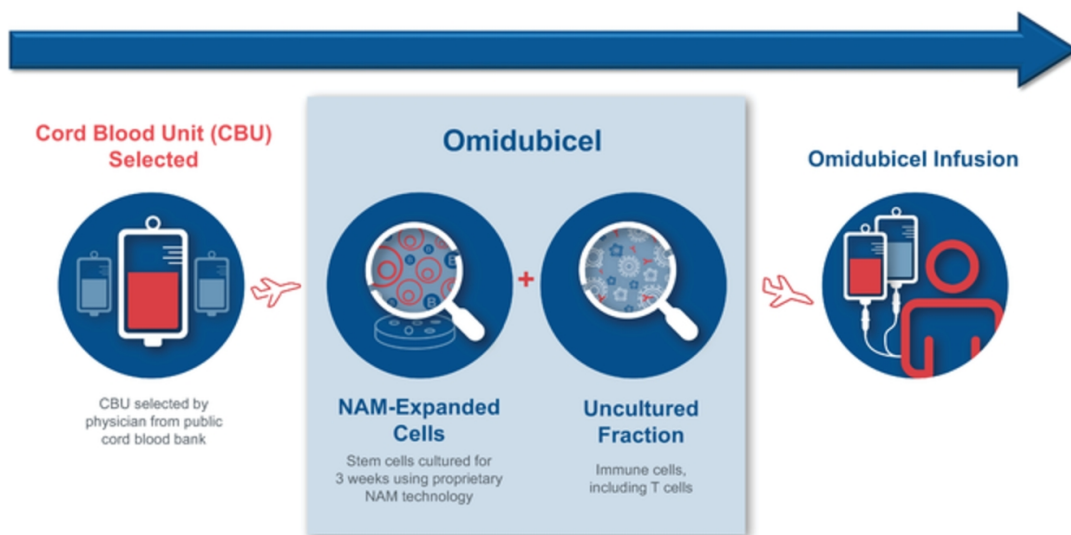 Cord Blood Unit (CBU)
Selected
CBU selected by
physician from public
cord blood bank
Omidubicel
NAM-Expanded
Cells
Stem cells cultured for
3 weeks using proprietary
NAM technology
+
Uncultured
Fraction
Immune cells,
including T cells
Omidubicel Infusion